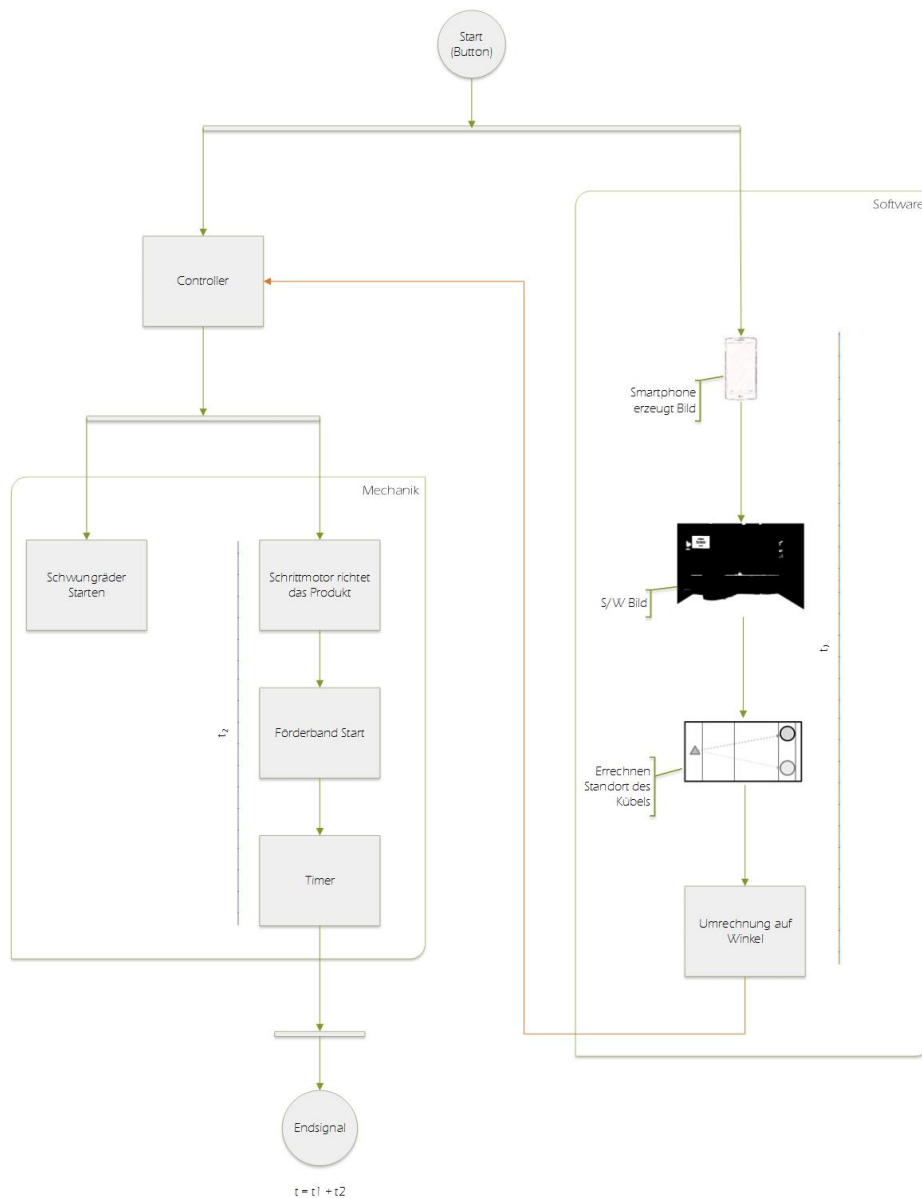 Start
(Button)
Software
Controller
Smartphone
erzeugt Bild
Mechanik
Schwungräder
Starten
Schrittmotor richtet
das Produkt
S/W Bild
t₁
t₂
Förderband Start
Errechnen
Standort des
Kübels
Timer
Umrechnung auf
Winkel
Endsignal
t = t1 + t2